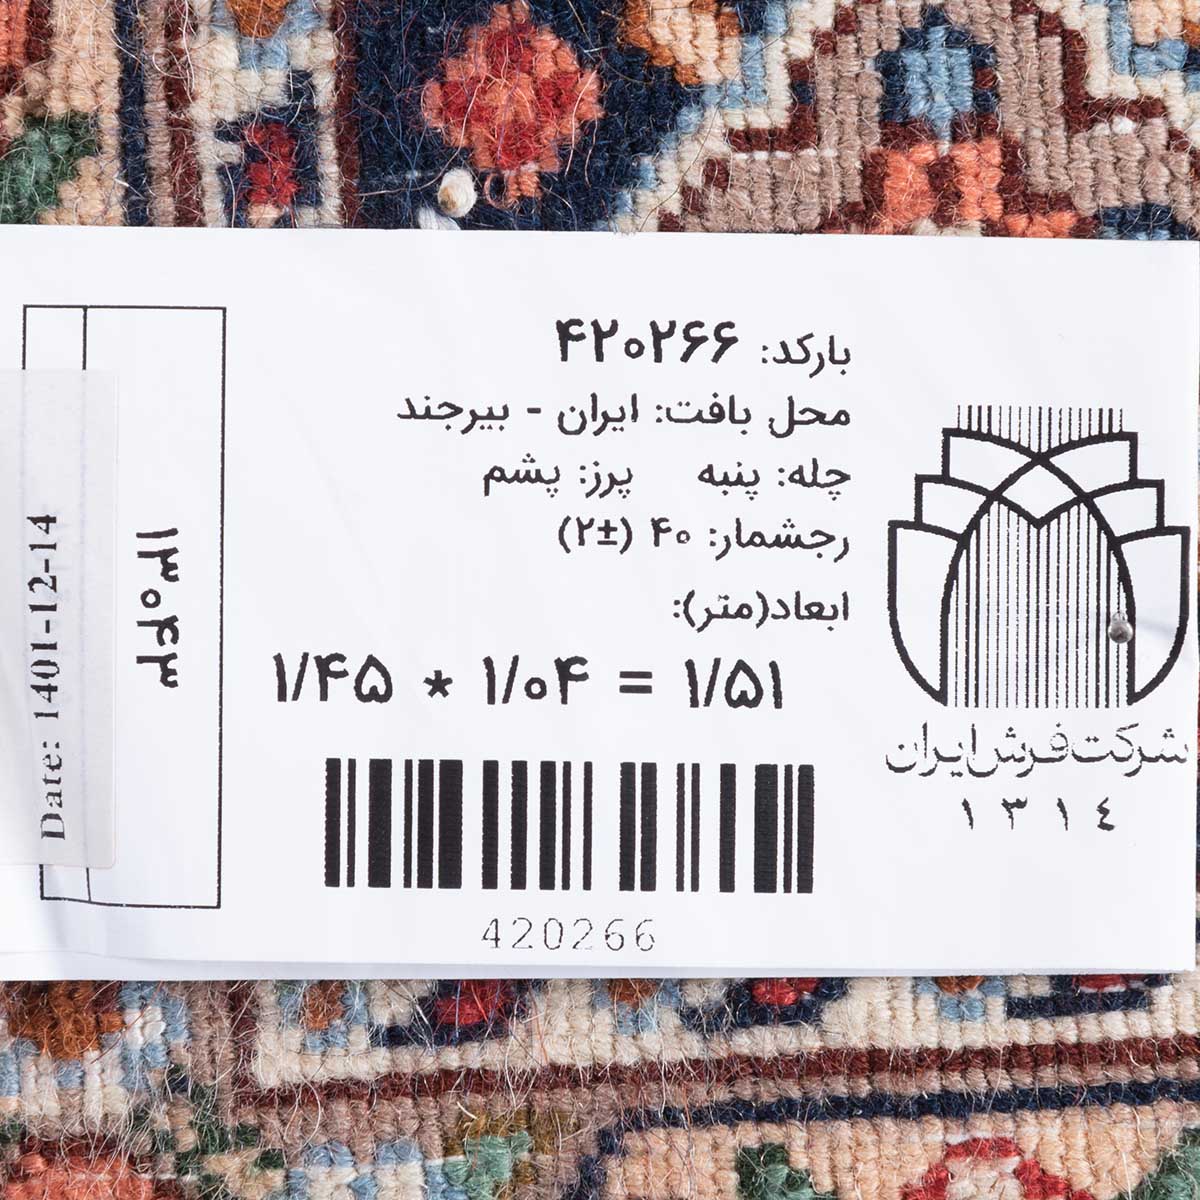 بارکد: ۴۲۰۲۶۶
محل بافت: ایران - بیرجند
چله: پنبه پرز: پشم
رجشمار: ۴۰ (±۲)
ابعاد(متر):
۱/۴۵ * ۱/۰۴ = ۱/۵۱
420266
شرکت فرش ایران
١٣١٤
۱۳۰۴۳
Date: 1401-12-14